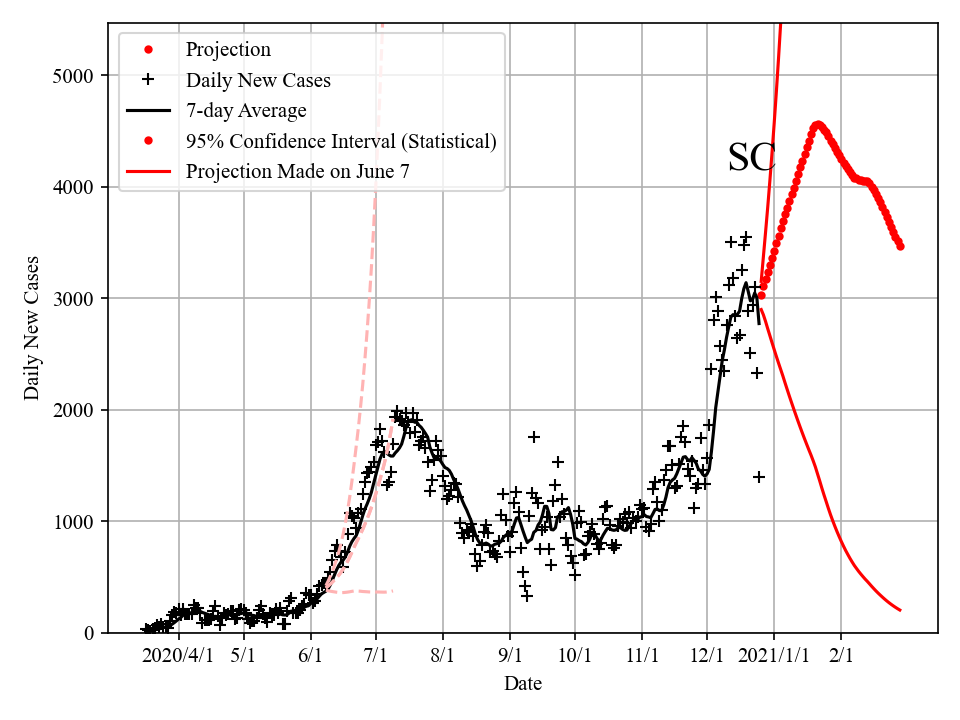 Projection
Daily New Cases
7-day Average
95% Confidence Interval (Statistical)
Projection Made on June 7
SC
5000
4000
3000
2000
1000
0
Daily New Cases
2020/4/1 5/1 6/1 7/1 8/1 9/1 10/1 11/1 12/1 2021/1/1 2/1
Date